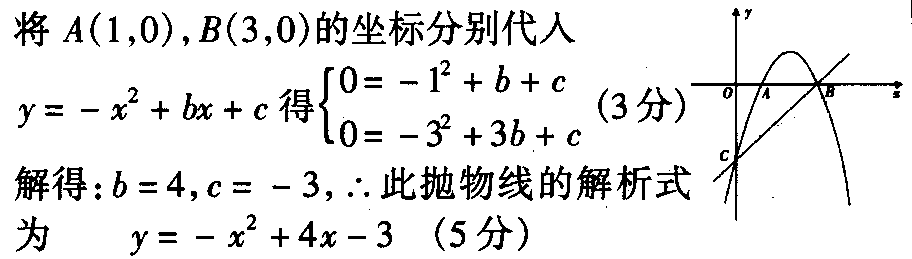 将 A(1,0),B(3,0)的坐标分别代入
y = - x² + bx + c 得{0 = - 1² + b + c
0 = - 3² + 3b + c (3 分)
解得:b = 4, c = - 3, ∴ 此抛物线的解析式
为 y = - x² + 4x - 3 (5 分)
y
O A B x
C